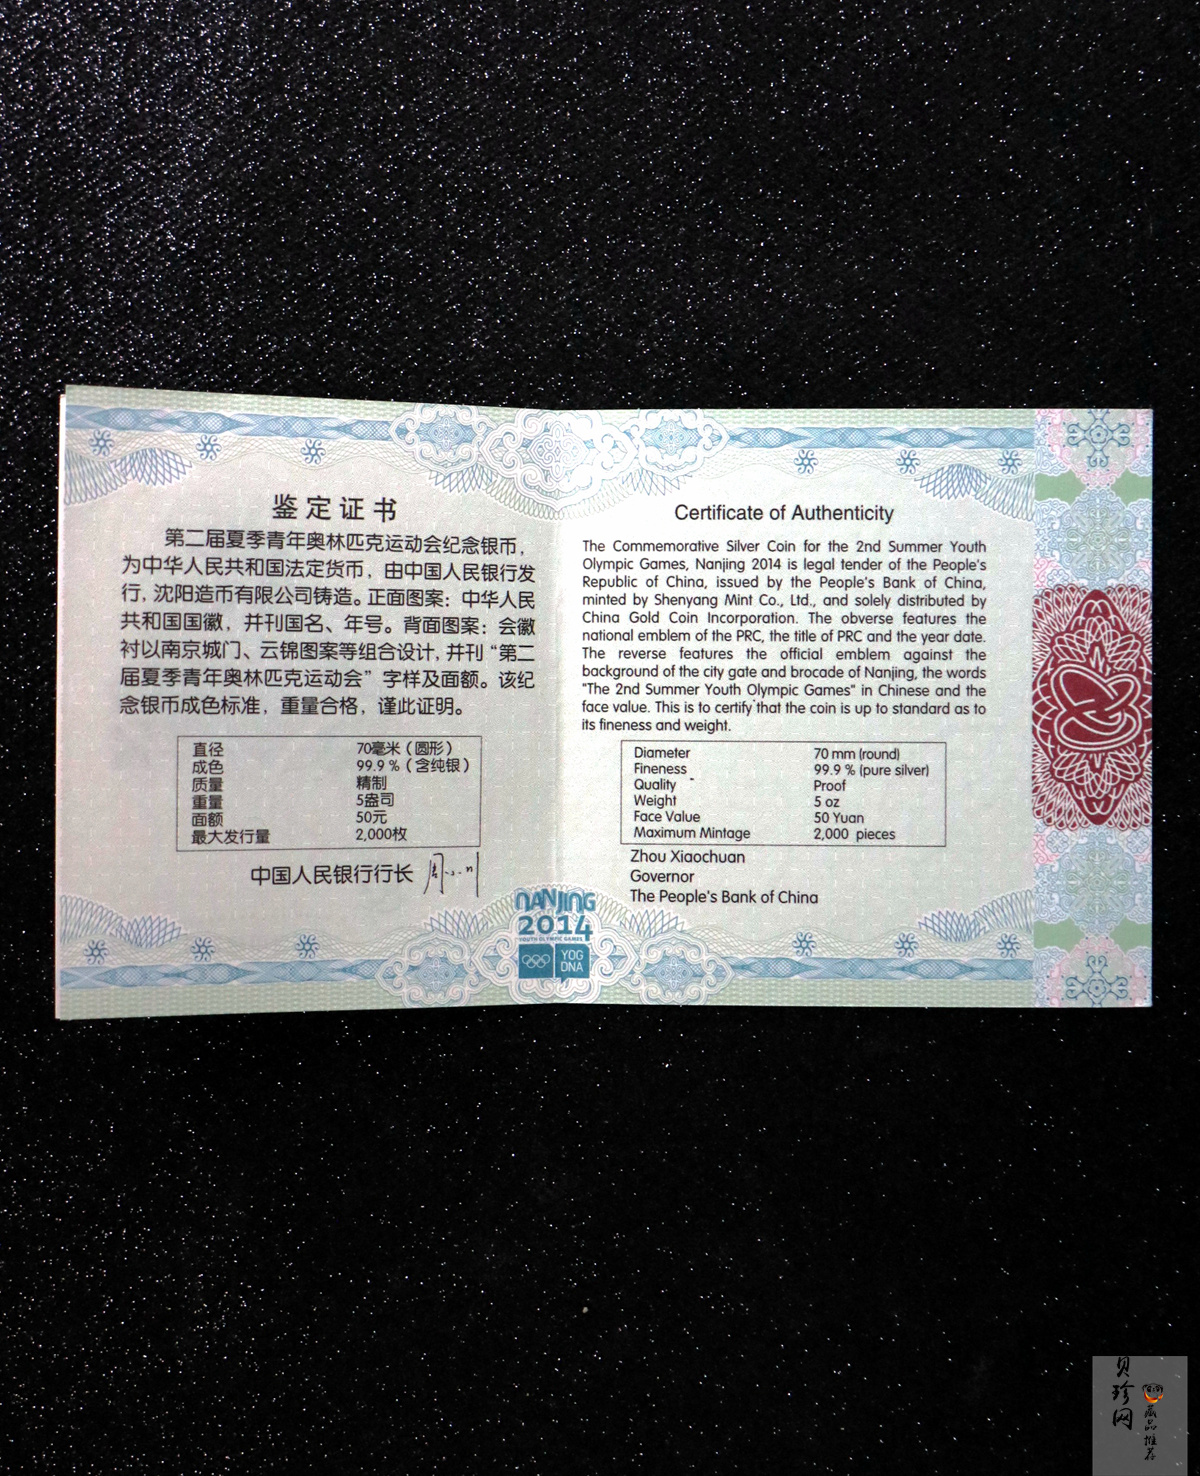 鉴定证书
第二届夏季青年奥林匹克运动会纪念银币，
为中华人民共和国法定货币，由中国人民银行发
行，沈阳造币有限公司铸造。正面图案：中华人民
共和国国徽，并刊国名、年号。背面图案：会徽
衬以南京城门、云锦图案等组合设计，并刊“第二
届夏季青年奥林匹克运动会”字样及面额。该纪
念银币成色标准，重量合格，谨此证明。
直径 70毫米（圆形）
成色 99.9％（含纯银）
质量 精制
重量 5盎司
面额 50元
最大发行量 2,000枚
中国人民银行行长 周小川
Certificate of Authenticity
The Commemorative Silver Coin for the 2nd Summer Youth
Olympic Games, Nanjing 2014 is legal tender of the People's
Republic of China, issued by the People's Bank of China,
minted by Shenyang Mint Co., Ltd., and solely distributed by
China Gold Coin Incorporation. The obverse features the
national emblem of the PRC, the title of PRC and the year date.
The reverse features the official emblem against the
background of the city gate and brocade of Nanjing, the words
"The 2nd Summer Youth Olympic Games" in Chinese and the
face value. This is to certify that the coin is up to standard as to
its fineness and weight.
Diameter 70 mm (round)
Fineness 99.9 % (pure silver)
Quality Proof
Weight 5 oz
Face Value 50 Yuan
Maximum Mintage 2,000 pieces
Zhou Xiaochuan
Governor
The People's Bank of China
NANJING
2014
YOUTH OLYMPIC GAMES
YOG
DNA
贝珍网
藏品推荐